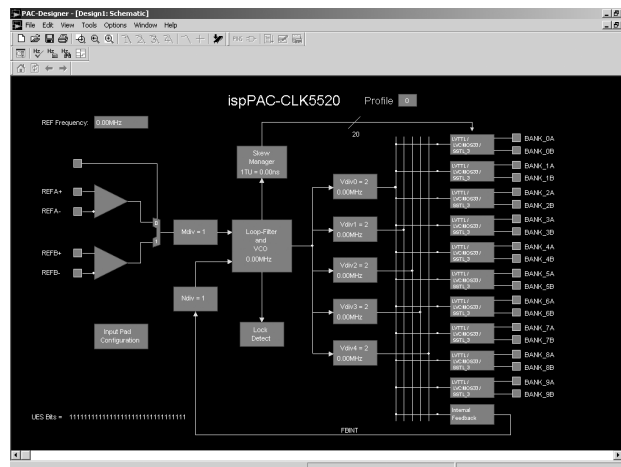 PAC-Designer - [Design1: Schematic]
File Edit View Tools Options Window Help
ispPAC-CLK5520
Profile 0
REF Frequency: 0.00MHz
20
Skew
Manager
1TU = 0.00ns
REFA+
REFA-
REFB+
REFB-
0
1
Mdiv = 1
Ndiv = 1
Loop-Filter
and
VCO
0.00MHz
Lock
Detect
Input Pad
Configuration
Vdiv0 = 2
0.00MHz
Vdiv1 = 2
0.00MHz
Vdiv2 = 2
0.00MHz
Vdiv3 = 2
0.00MHz
Vdiv4 = 2
0.00MHz
BANK_0A
BANK_0B
BANK_1A
BANK_1B
BANK_2A
BANK_2B
BANK_3A
BANK_3B
BANK_4A
BANK_4B
BANK_5A
BANK_5B
BANK_6A
BANK_6B
BANK_7A
BANK_7B
BANK_8A
BANK_8B
BANK_9A
BANK_9B
Internal
Feedback
FBINT
UES Bits =